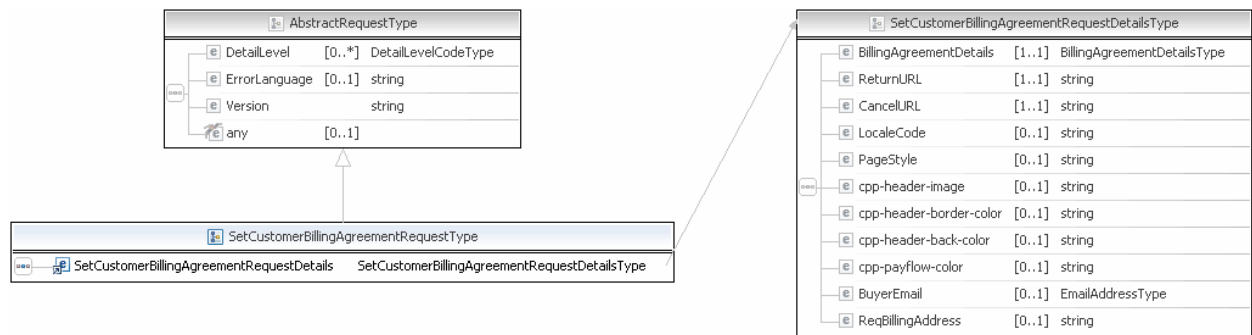 AbstractRequestType
DetailLevel [0..*] DetailLevelCodeType
ErrorLanguage [0..1] string
Version string
any [0..1]
SetCustomerBillingAgreementRequestType
SetCustomerBillingAgreementRequestDetails SetCustomerBillingAgreementRequestDetailsType
SetCustomerBillingAgreementRequestDetailsType
BillingAgreementDetails [1..1] BillingAgreementDetailsType
ReturnURL [1..1] string
CancelURL [1..1] string
LocaleCode [0..1] string
PageStyle [0..1] string
cpp-header-image [0..1] string
cpp-header-border-color [0..1] string
cpp-header-back-color [0..1] string
cpp-payflow-color [0..1] string
BuyerEmail [0..1] EmailAddressType
ReqBillingAddress [0..1] string